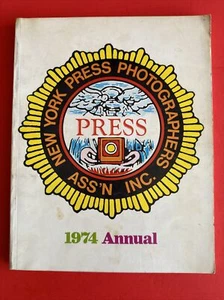 NEW YORK PRESS PHOTOGRAPHERS
ASS'N INC.
PRESS
1974 Annual